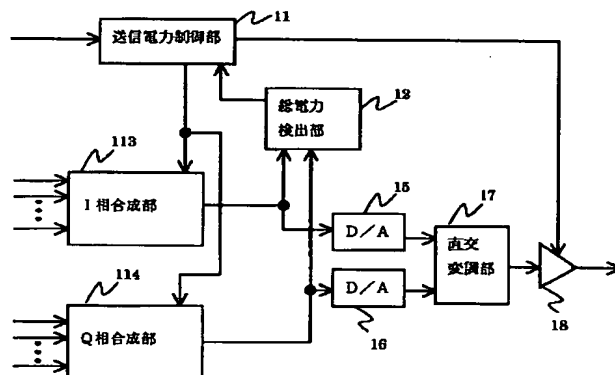 11
送信電力制御部
12
総電力
検出部
113
I相合成部
15
D/A
17
直交
変調部
114
D/A
18
Q相合成部
16